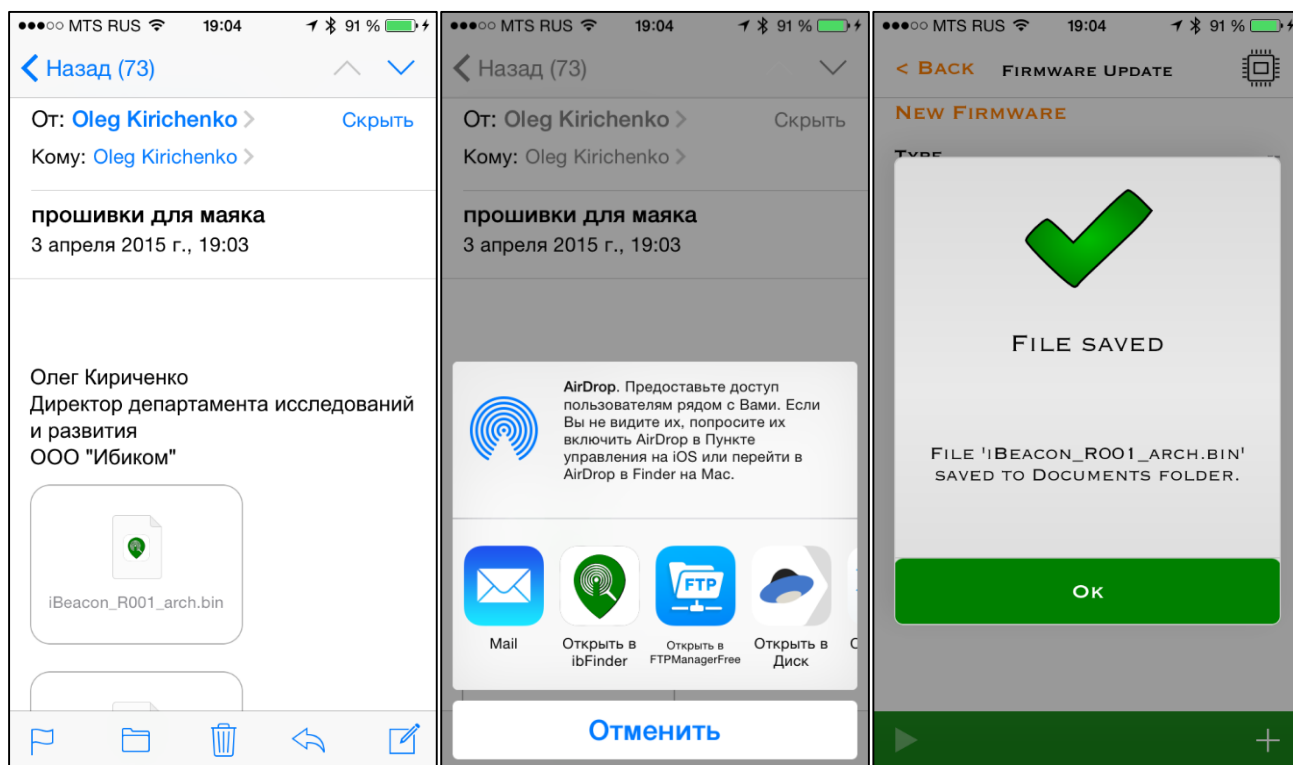 MTS RUS 19:04 91 %
Назад (73)
От: Oleg Kirichenko Скрыть
Кому: Oleg Kirichenko
прошивки для маяка
3 апреля 2015 г., 19:03
Олег Кириченко
Директор департамента исследований
и развития
ООО "Ибиком"
iBeacon_R001_arch.bin
MTS RUS 19:04 91 %
Назад (73)
От: Oleg Kirichenko Скрыть
Кому: Oleg Kirichenko
прошивки для маяка
3 апреля 2015 г., 19:03
AirDrop. Предоставьте доступ
пользователям рядом с Вами. Если
Вы не видите их, попросите их
включить AirDrop в Пункте
управления на iOS или перейти в
AirDrop в Finder на Mac.
FTP
Mail
Открыть в
ibFinder
Открыть в
FTPManagerFree
Открыть в
Диск
Отменить
MTS RUS 19:04 91 %
< Back Firmware Update
New Firmware
Type --
File saved
File 'iBeacon_R001_arch.bin'
saved to Documents folder.
Ok